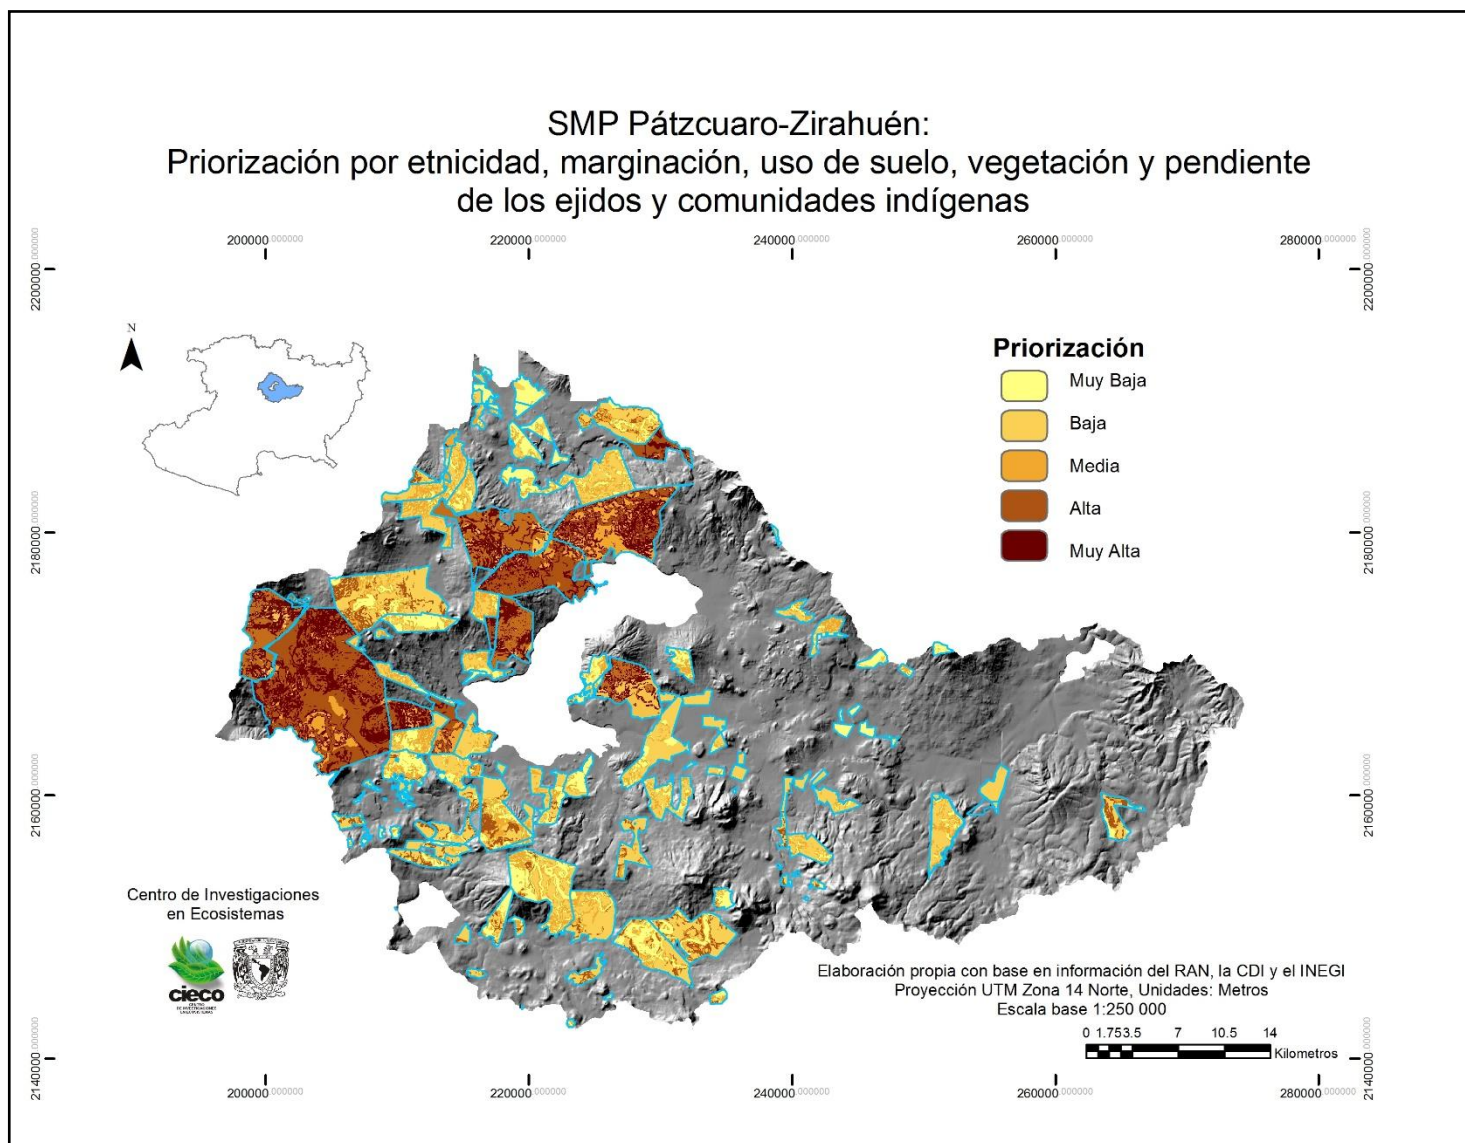 SMP Pátzcuaro-Zirahuén:
Priorización por etnicidad, marginación, uso de suelo, vegetación y pendiente
de los ejidos y comunidades indígenas
200000.000000 220000.000000 240000.000000 260000.000000 280000.000000
2200000.000000 2200000.000000
N
Priorización
Muy Baja
Baja
Media
Alta
Muy Alta
2180000.000000 2180000.000000
2160000.000000 2160000.000000
Centro de Investigaciones
en Ecosistemas
cieco
CENTRO
DE INVESTIGACIONES
EN ECOSISTEMAS
Elaboración propia con base en información del RAN, la CDI y el INEGI
Proyección UTM Zona 14 Norte, Unidades: Metros
Escala base 1:250 000
0 1.753.5 7 10.5 14
Kilometros
2140000.000000 2140000.000000
200000.000000 220000.000000 240000.000000 260000.000000 280000.000000